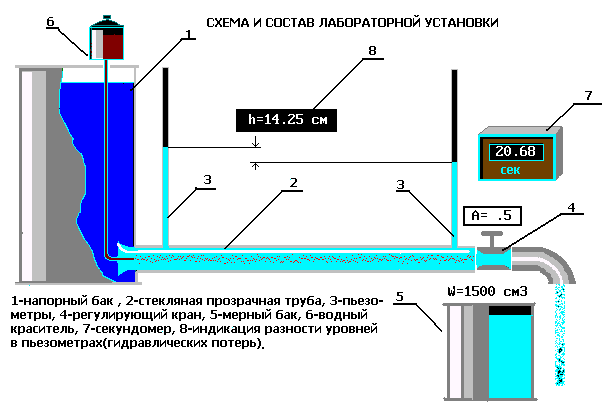 СХЕМА И СОСТАВ ЛАБОРАТОРНОЙ УСТАНОВКИ
6
1
8
h=14.25 см
7
20.68
сек
3
2
3
A= .5
4
1-напорный бак , 2-стекляная прозрачная труба, 3-пьезо-
метры, 4-регулирующий кран, 5-мерный бак, 6-водный
краситель, 7-секундомер, 8-индикация разности уровней
в пьезометрах(гидравлических потерь).
5
W=1500 см3